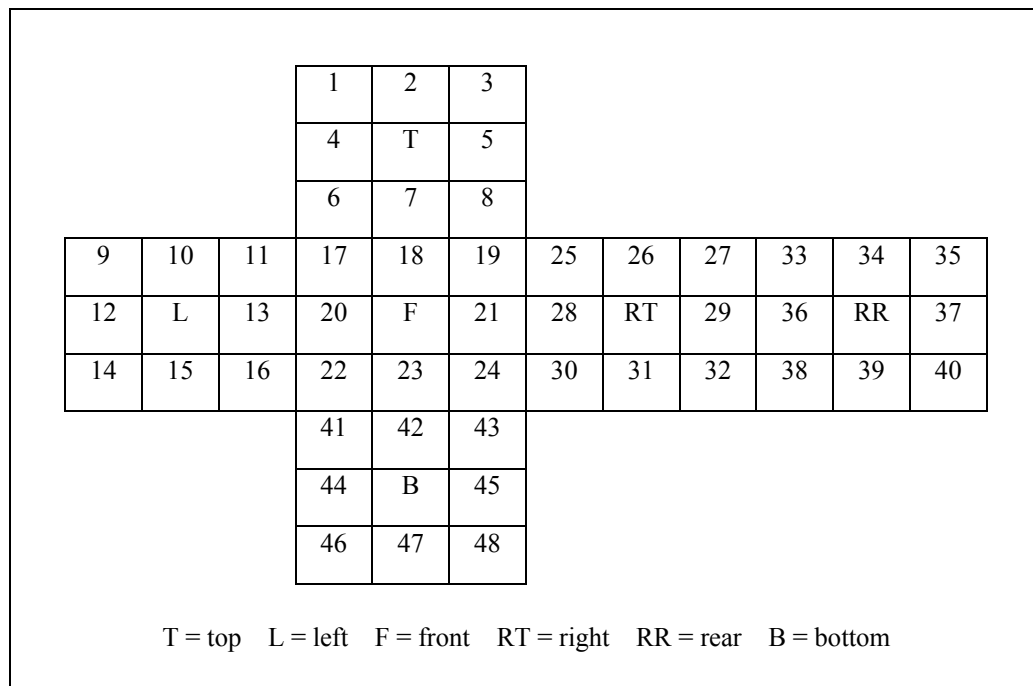 1 2 3
4 T 5
6 7 8
9 10 11 17 18 19 25 26 27 33 34 35
12 L 13 20 F 21 28 RT 29 36 RR 37
14 15 16 22 23 24 30 31 32 38 39 40
41 42 43
44 B 45
46 47 48
T = top L = left F = front RT = right RR = rear B = bottom